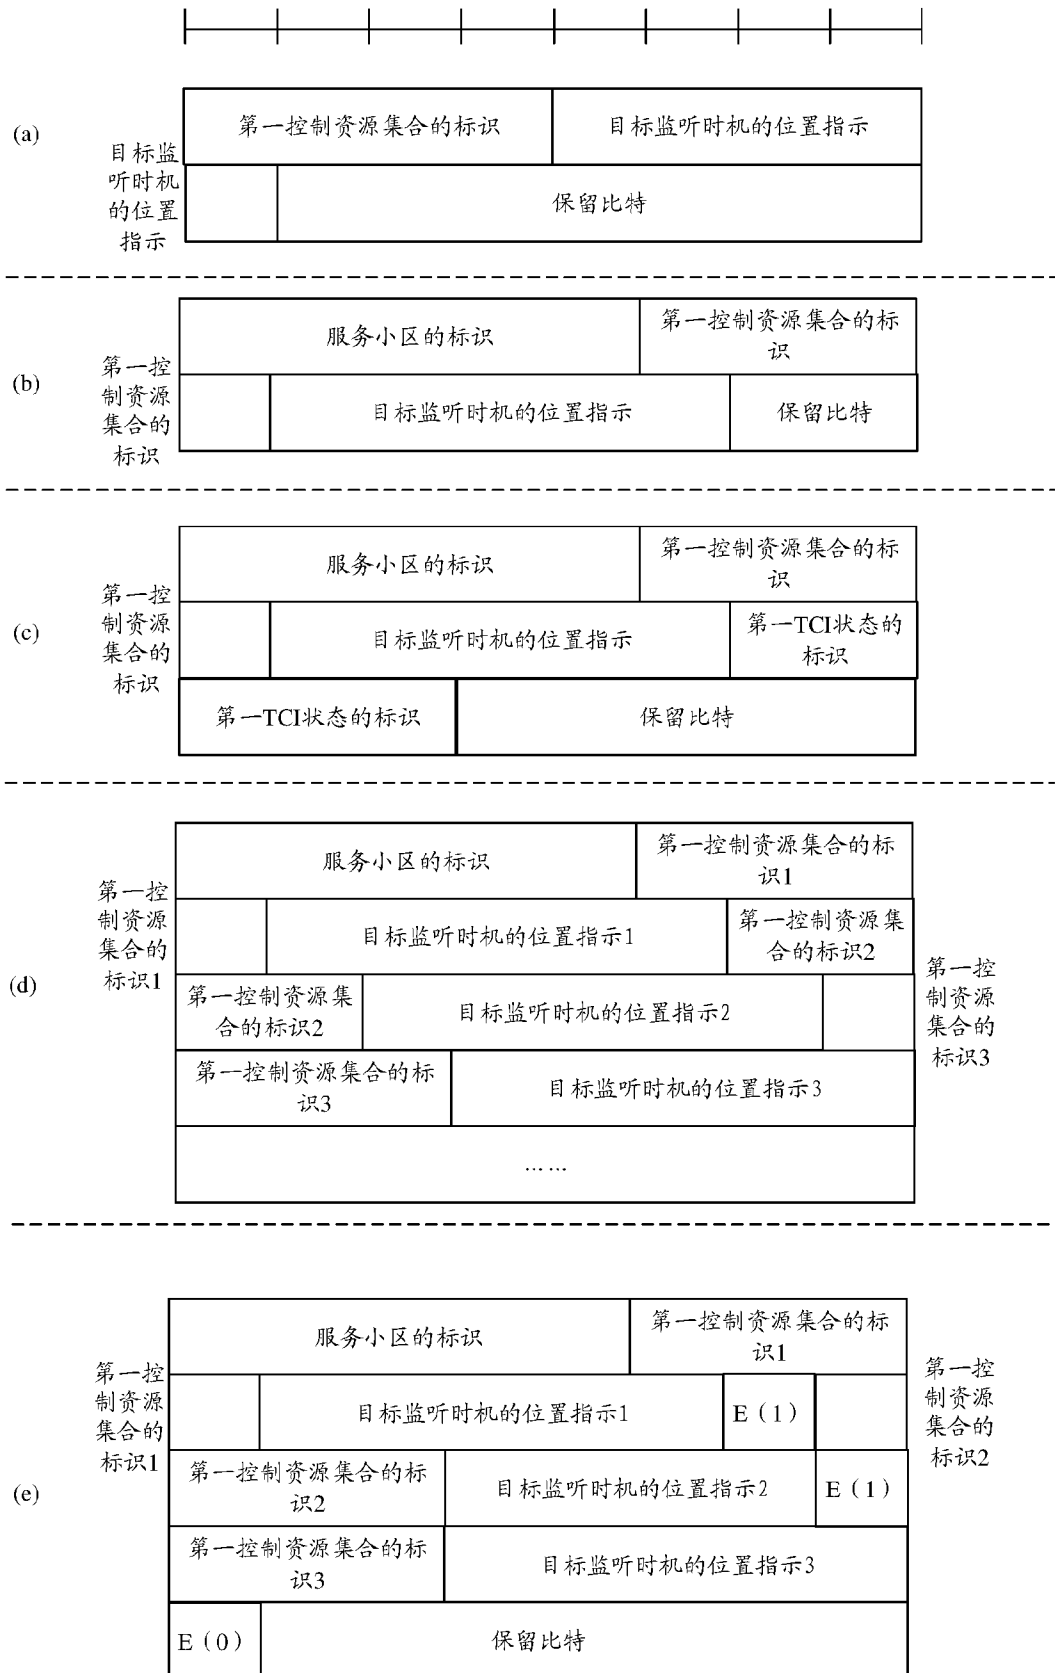 (a)
第一控制资源集合的标识
目标监听时机的位置指示
目标监
听时机
的位置
指示
保留比特
(b)
服务小区的标识
第一控制资源集合的标
识
第一控
制资源
集合的
标识
目标监听时机的位置指示
保留比特
(c)
服务小区的标识
第一控制资源集合的标
识
第一控
制资源
集合的
标识
目标监听时机的位置指示
第一TCI状态的
标识
第一TCI状态的标识
保留比特
(d)
服务小区的标识
第一控制资源集合的标
识1
第一控
制资源
集合的
标识1
目标监听时机的位置指示1
第一控制资源集
合的标识2
第一控制资源集
合的标识2
目标监听时机的位置指示2
第一控
制资源
集合的
标识3
第一控制资源集合的标
识3
目标监听时机的位置指示3
……
(e)
服务小区的标识
第一控制资源集合的标
识1
第一控
制资源
集合的
标识1
目标监听时机的位置指示1
E（1）
第一控
制资源
集合的
标识2
第一控制资源集合的标
识2
目标监听时机的位置指示2
E（1）
第一控制资源集合的标
识3
目标监听时机的位置指示3
E（0）
保留比特